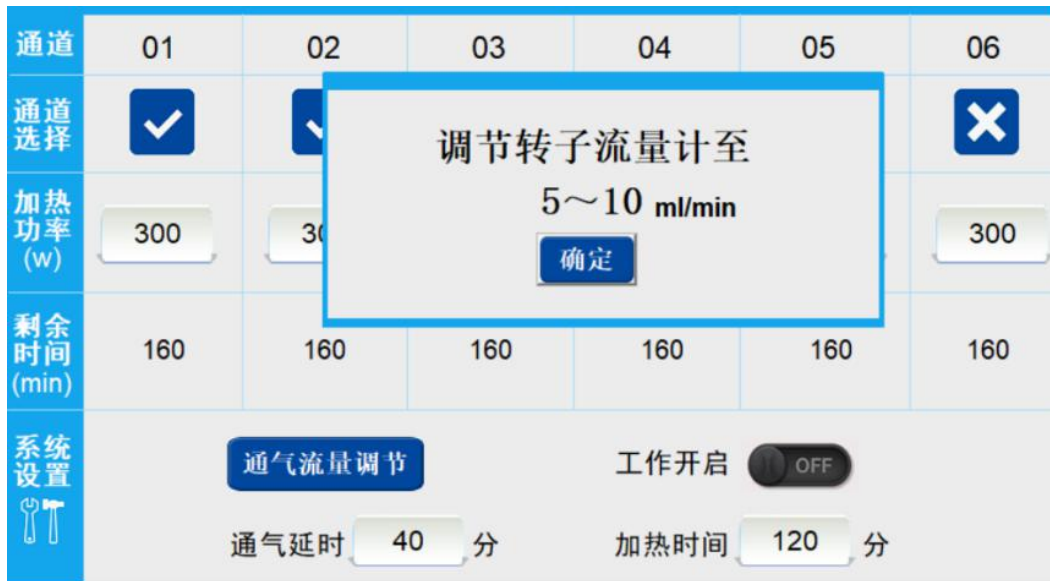 通道 01 02 03 04 05 06
通道
选择
调节转子流量计至
5～10 ml/min
确定
加热
功率
(w)
300 300
剩余
时间
(min)
160 160 160 160 160 160
系统
设置
通气流量调节 工作开启 OFF
通气延时 40 分 加热时间 120 分